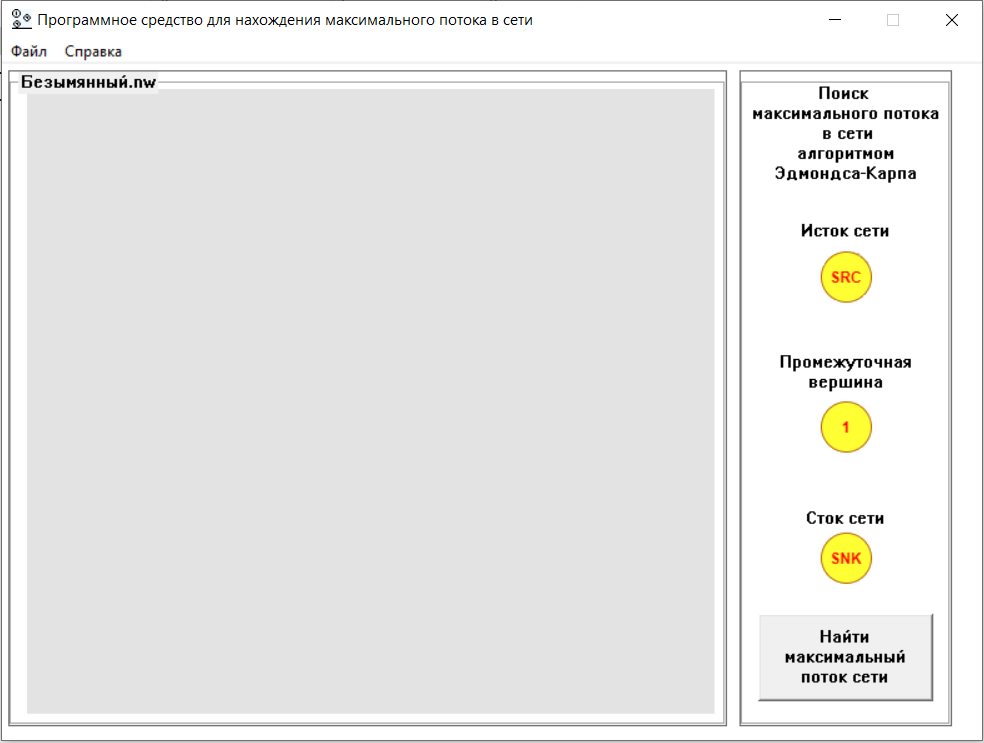 Программное средство для нахождения максимального потока в сети
Файл Справка
Безымянный.nw
Поиск
максимального потока
в сети
алгоритмом
Эдмондса-Карпа
Исток сети
SRC
Промежуточная
вершина
1
Сток сети
SNK
Найти
максимальный
поток сети